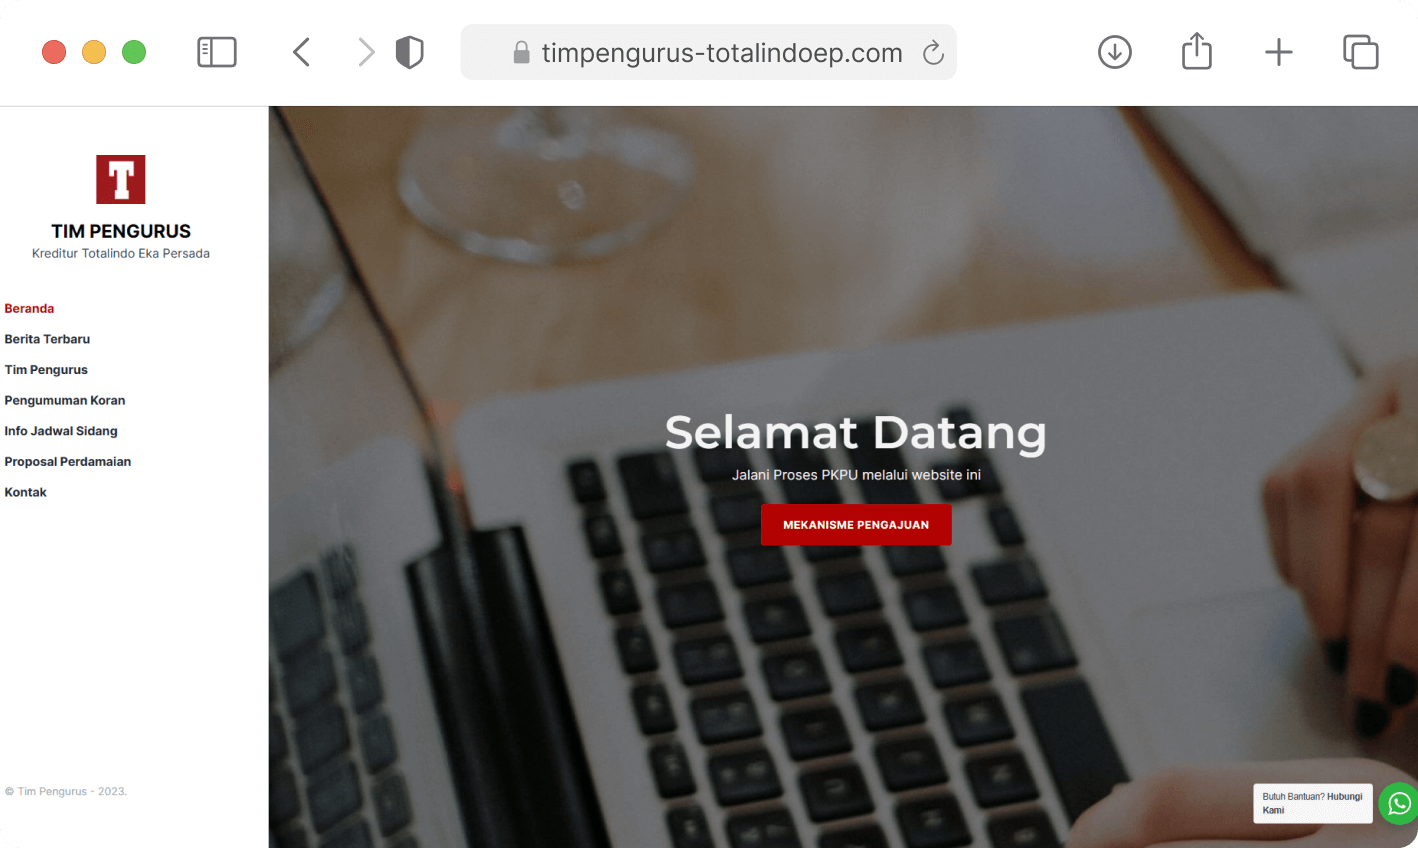 timpengurus-totalindoep.com
T
TIM PENGURUS
Kreditur Totalindo Eka Persada
Beranda
Berita Terbaru
Tim Pengurus
Pengumuman Koran
Info Jadwal Sidang
Proposal Perdamaian
Kontak
© Tim Pengurus - 2023.
Selamat Datang
Jalani Proses PKPU melalui website ini
MEKANISME PENGAJUAN
Butuh Bantuan? Hubungi
Kami